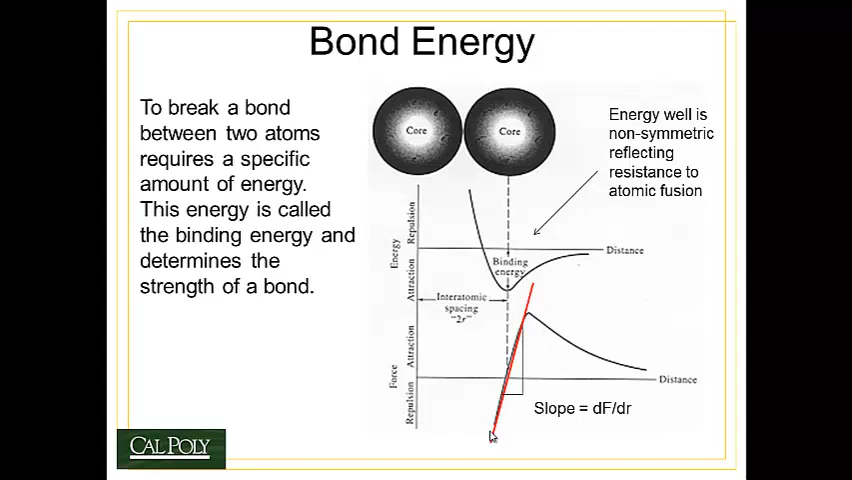 Bond Energy
To break a bond
between two atoms
requires a specific
amount of energy.
This energy is called
the binding energy and
determines the
strength of a bond.
Core
Core
Energy well is
non-symmetric
reflecting
resistance to
atomic fusion
Energy
Repulsion
Attraction
Distance
Binding
energy
Interatomic
spacing
"2r"
Force
Attraction
Repulsion
Distance
Slope = dF/dr
CAL POLY